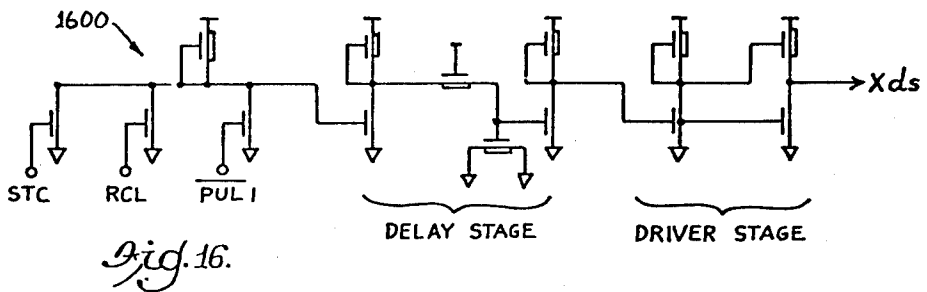 1600
Xds
STC
RCL
PUL 1
DELAY STAGE
DRIVER STAGE
Fig. 16.